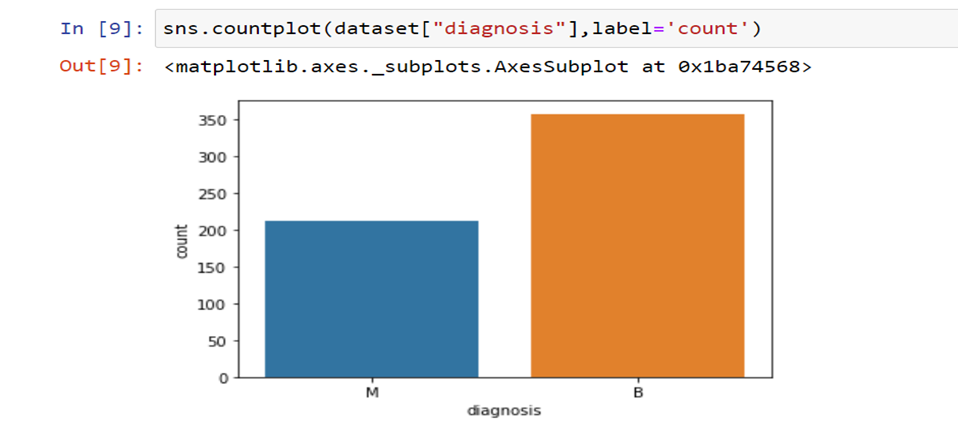 In [9]: sns.countplot(dataset["diagnosis"],label='count')
Out[9]: <matplotlib.axes._subplots.AxesSubplot at 0x1ba74568>
350
300
250
200
150
100
50
0
count
M B
diagnosis